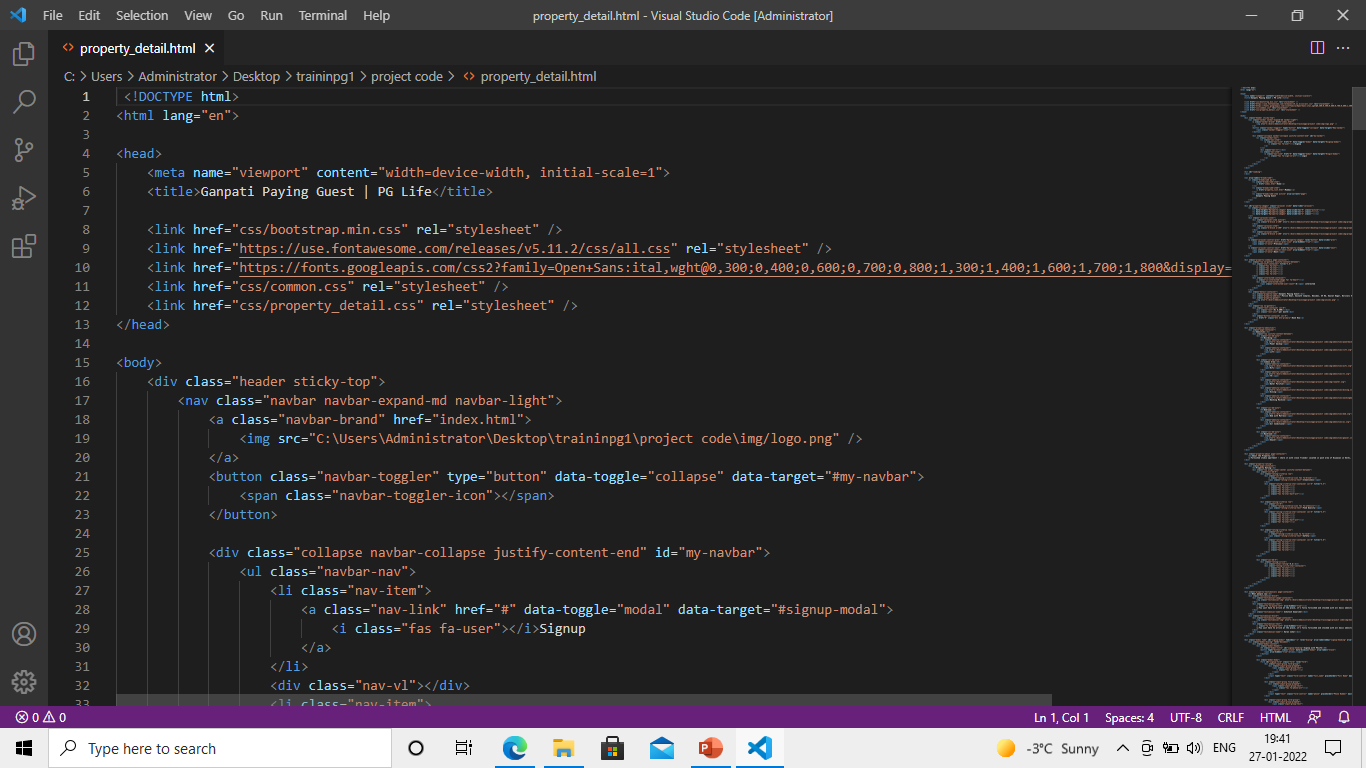 File Edit Selection View Go Run Terminal Help property_detail.html - Visual Studio Code [Administrator]
property_detail.html
C: > Users > Administrator > Desktop > traininpg1 > project code > property_detail.html
1 <!DOCTYPE html>
2 <html lang="en">
3
4 <head>
5 <meta name="viewport" content="width=device-width, initial-scale=1">
6 <title>Ganpati Paying Guest | PG Life</title>
7
8 <link href="css/bootstrap.min.css" rel="stylesheet" />
9 <link href="https://use.fontawesome.com/releases/v5.11.2/css/all.css" rel="stylesheet" />
10 <link href="https://fonts.googleapis.com/css2?family=Open+Sans:ital,wght@0,300;0,400;0,600;0,700;0,800;1,300;1,400;1,600;1,700;1,800&display=
11 <link href="css/common.css" rel="stylesheet" />
12 <link href="css/property_detail.css" rel="stylesheet" />
13 </head>
14
15 <body>
16 <div class="header sticky-top">
17 <nav class="navbar navbar-expand-md navbar-light">
18 <a class="navbar-brand" href="index.html">
19 <img src="C:\Users\Administrator\Desktop\traininpg1\project code\img/logo.png" />
20 </a>
21 <button class="navbar-toggler" type="button" data-toggle="collapse" data-target="#my-navbar">
22 <span class="navbar-toggler-icon"></span>
23 </button>
24
25 <div class="collapse navbar-collapse justify-content-end" id="my-navbar">
26 <ul class="navbar-nav">
27 <li class="nav-item">
28 <a class="nav-link" href="#" data-toggle="modal" data-target="#signup-modal">
29 <i class="fas fa-user"></i>Signup
30 </a>
31 </li>
32 <div class="nav-vl"></div>
33 <li class="nav-item">
0 0 Ln 1, Col 1 Spaces: 4 UTF-8 CRLF HTML
Type here to search -3°C Sunny ENG 19:41
27-01-2022